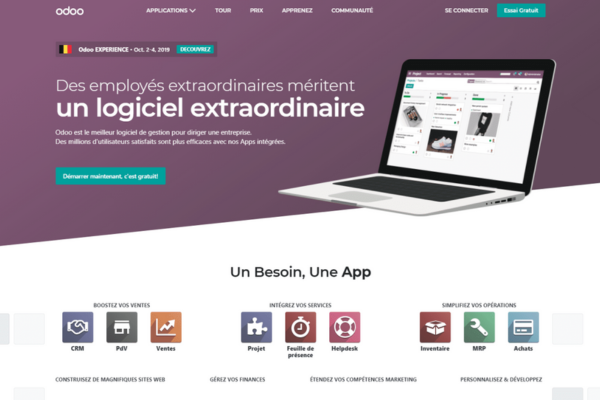 odoo APPLICATIONS TOUR PRIX APPRENEZ COMMUNAUTÉ SE CONNECTER Essai Gratuit
Odoo EXPERIENCE • Oct. 2-4, 2019 DECOUVREZ
Des employés extraordinaires méritent
un logiciel extraordinaire
Odoo est le meilleur logiciel de gestion pour diriger une entreprise.
Des millions d'utilisateurs satisfaits sont plus efficaces avec nos Apps intégrées.
Démarrer maintenant, c'est gratuit!
Un Besoin, Une App
BOOSTEZ VOS VENTES INTÉGREZ VOS SERVICES SIMPLIFIEZ VOS OPÉRATIONS
CRM PdV Ventes Projet Feuille de Helpdesk Inventaire MRP Achats
présence
CONSTRUISEZ DE MAGNIFIQUES SITES WEB GÉREZ VOS FINANCES ÉTENDEZ VOS COMPÉTENCES MARKETING PERSONNALISEZ & DÉVELOPPEZ